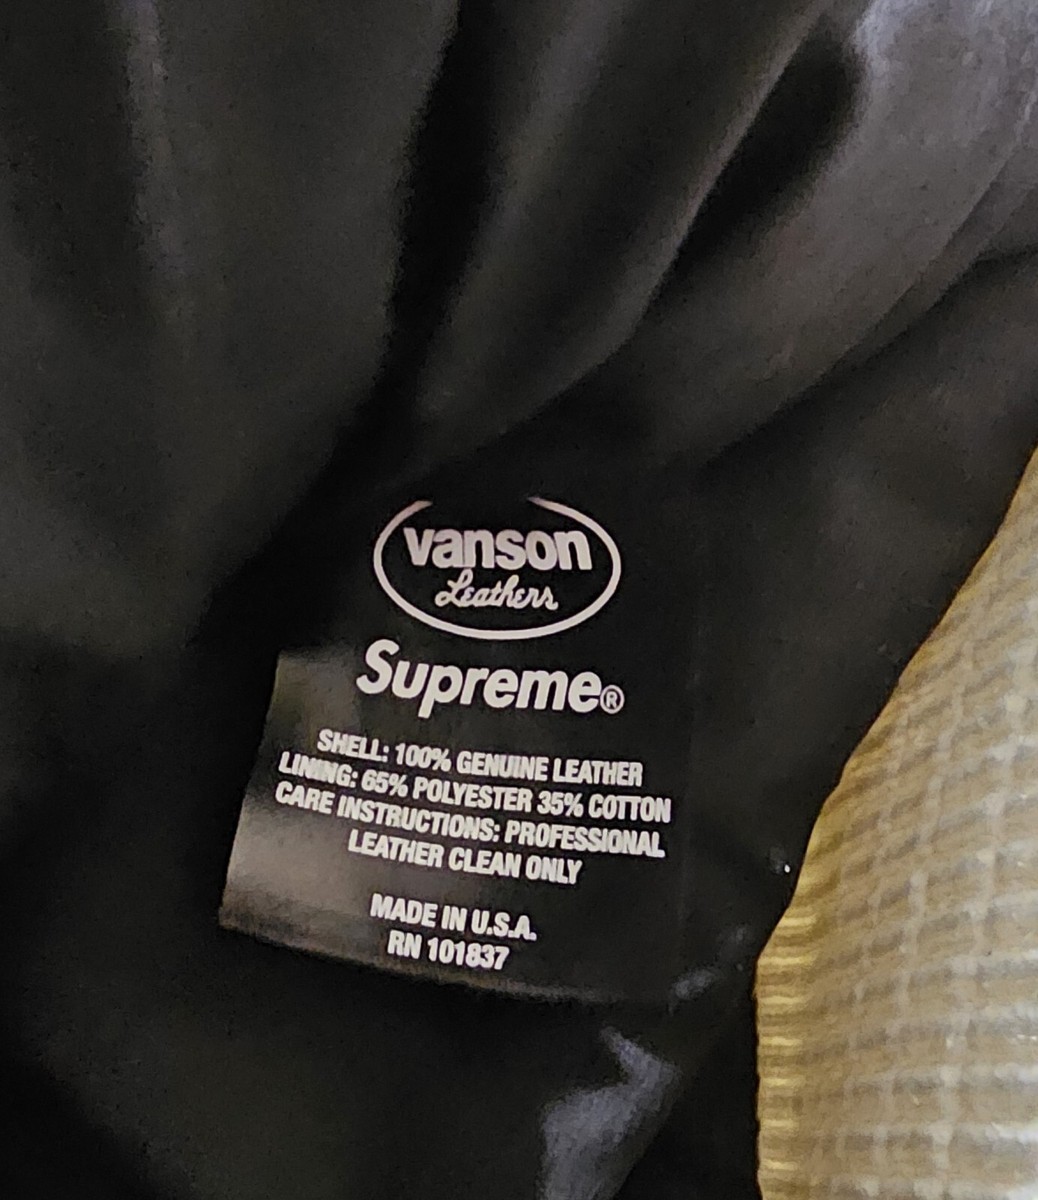 vanson
Leathers
Supreme®
SHELL: 100% GENUINE LEATHER
LINING: 65% POLYESTER 35% COTTON
CARE INSTRUCTIONS: PROFESSIONAL
LEATHER CLEAN ONLY
MADE IN U.S.A.
RN 101837